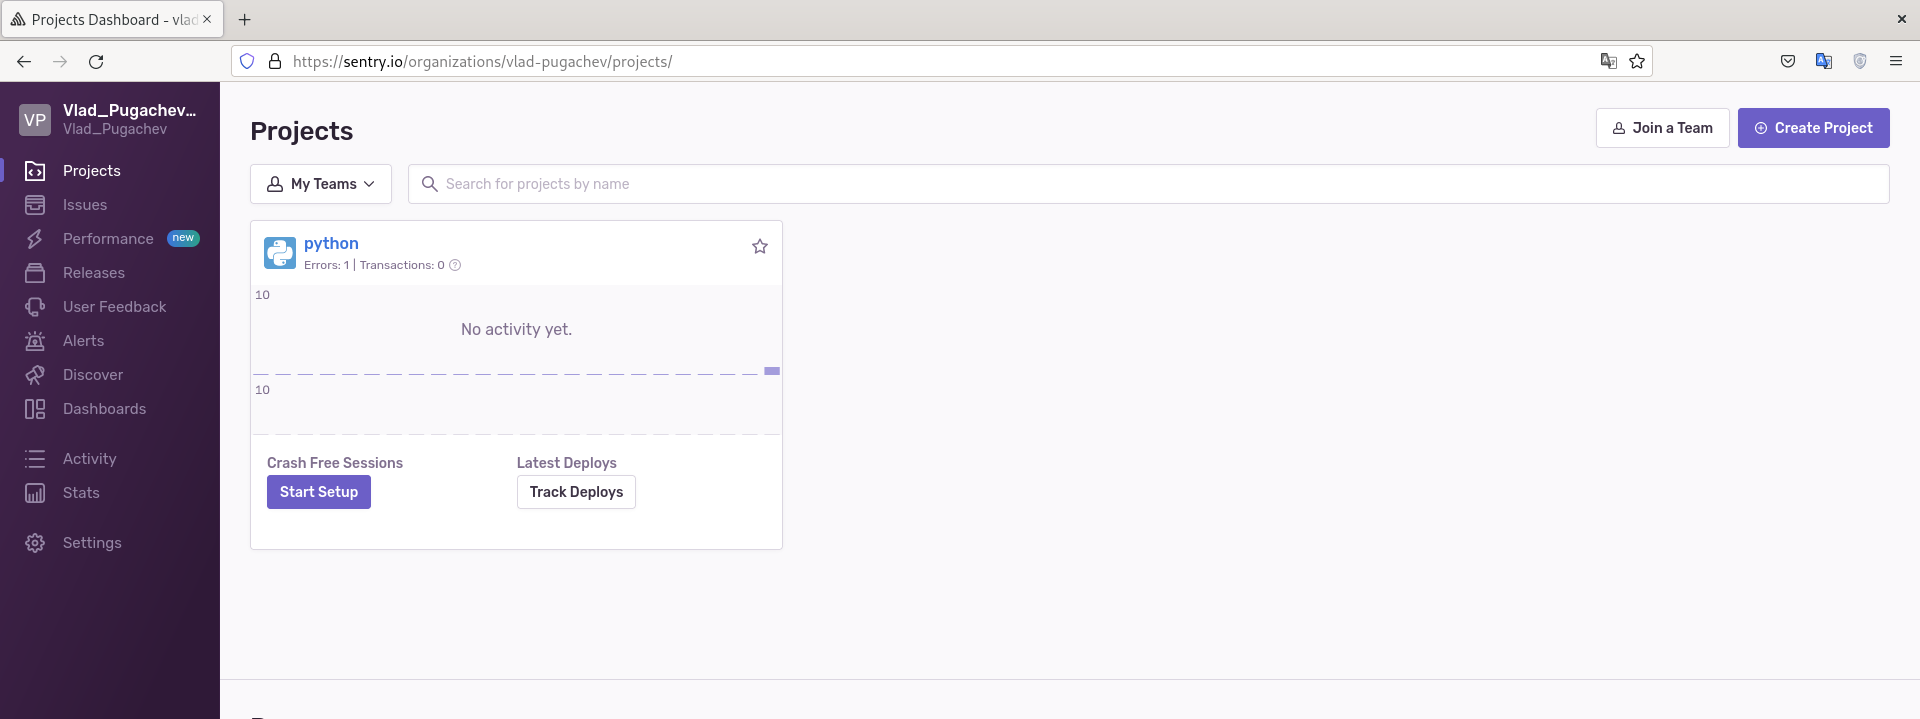 Projects Dashboard - vlad
https://sentry.io/organizations/vlad-pugachev/projects/
VP
Vlad_Pugachev...
Vlad_Pugachev
Projects
Issues
Performance new
Releases
User Feedback
Alerts
Discover
Dashboards
Activity
Stats
Settings
Projects
Join a Team
Create Project
My Teams
Search for projects by name
python
Errors: 1 | Transactions: 0 ?
10
No activity yet.
10
Crash Free Sessions
Start Setup
Latest Deploys
Track Deploys